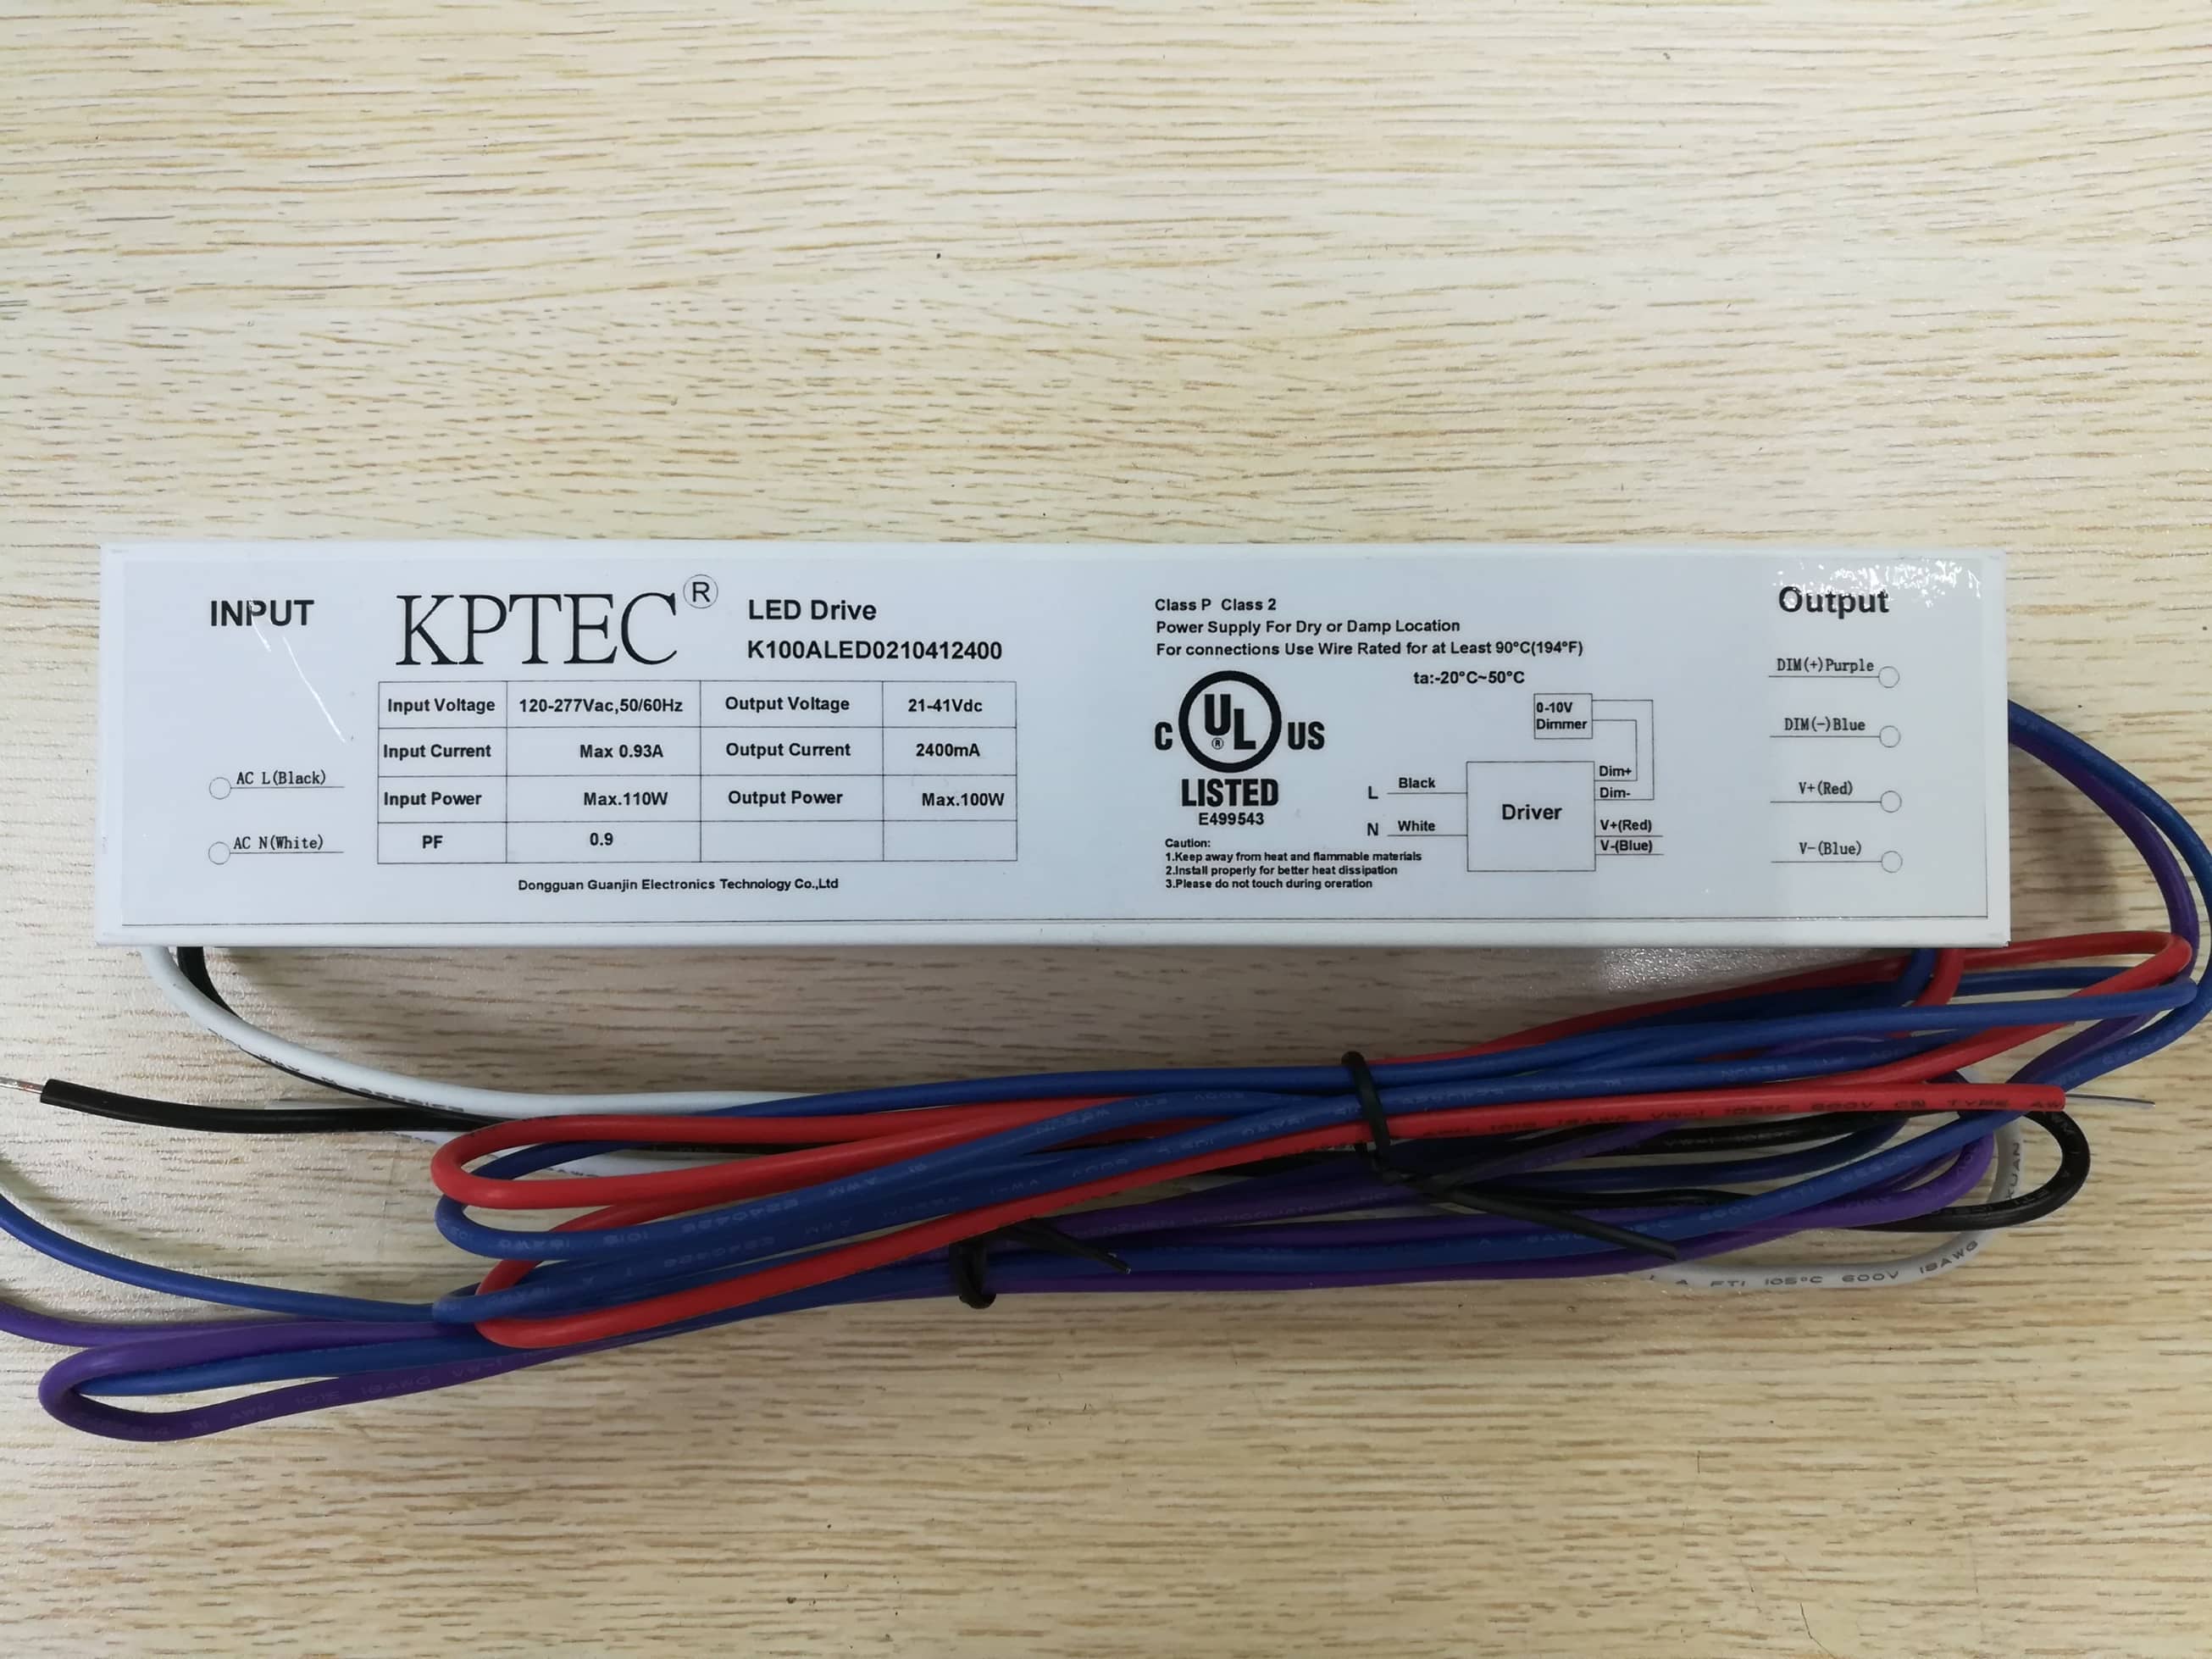 INPUT
AC L(Black)
AC N(White)
KPTEC®
LED Drive
K100ALED0210412400
Input Voltage 120-277Vac,50/60Hz Output Voltage 21-41Vdc
Input Current Max 0.93A Output Current 2400mA
Input Power Max.110W Output Power Max.100W
PF 0.9
Dongguan Guanjin Electronics Technology Co.,Ltd
Class P Class 2
Power Supply For Dry or Damp Location
For connections Use Wire Rated for at Least 90°C(194°F)
ta:-20°C~50°C
C UL® US
LISTED
E499543
Caution:
1.Keep away from heat and flammable materials
2.Install properly for better heat dissipation
3.Please do not touch during oreration
0-10V
Dimmer
L Black
N White
Driver
Dim+
Dim-
V+(Red)
V-(Blue)
Output
DIM(+)Purple
DIM(-)Blue
V+(Red)
V-(Blue)
105°C 600V 18AWG